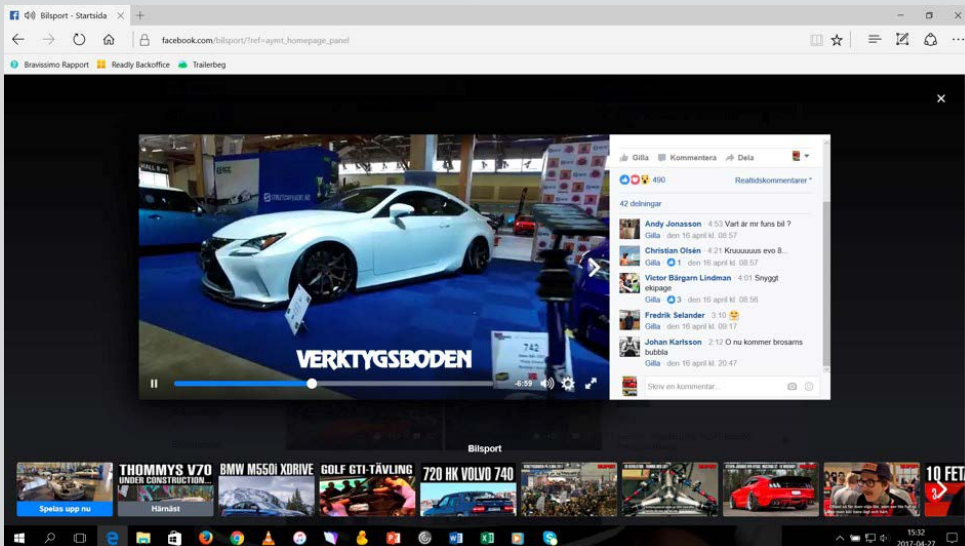 Bilsport - Startsida
facebook.com/bilsport/?ref=aymt_homepage_panel
Bravissimo Rapport
Readly Backoffice
Trailerbeg
HALL E
VERKTYGSBODEN
742
-6:59
Gilla Kommentera Dela
490
Realtidskommentarer
42 delningar
Andy Jonasson · 4:53 Vart är mr funs bil ?
Gilla · den 16 april kl. 08:57
Christian Olsén · 4:21 Kruuuuuus evo 8...
Gilla · 1 · den 16 april kl. 08:57
Victor Bärgarn Lindman · 4:01 Snyggt
ekipage
Gilla · 3 · den 16 april kl. 08:56
Fredrik Selander · 3:10
Gilla · den 16 april kl. 09:17
Johan Karlsson · 2:12 O nu kommer brosams
bubbla
Gilla · den 16 april kl. 20:47
Skriv en kommentar...
Bilsport
Spelas upp nu
THOMMYS V70
UNDER CONSTRUCTION...
Härnäst
BMW M550i XDRIVE
GOLF GTI-TÄVLING
720 HK VOLVO 740
10 FETA
15:32
2017-04-27